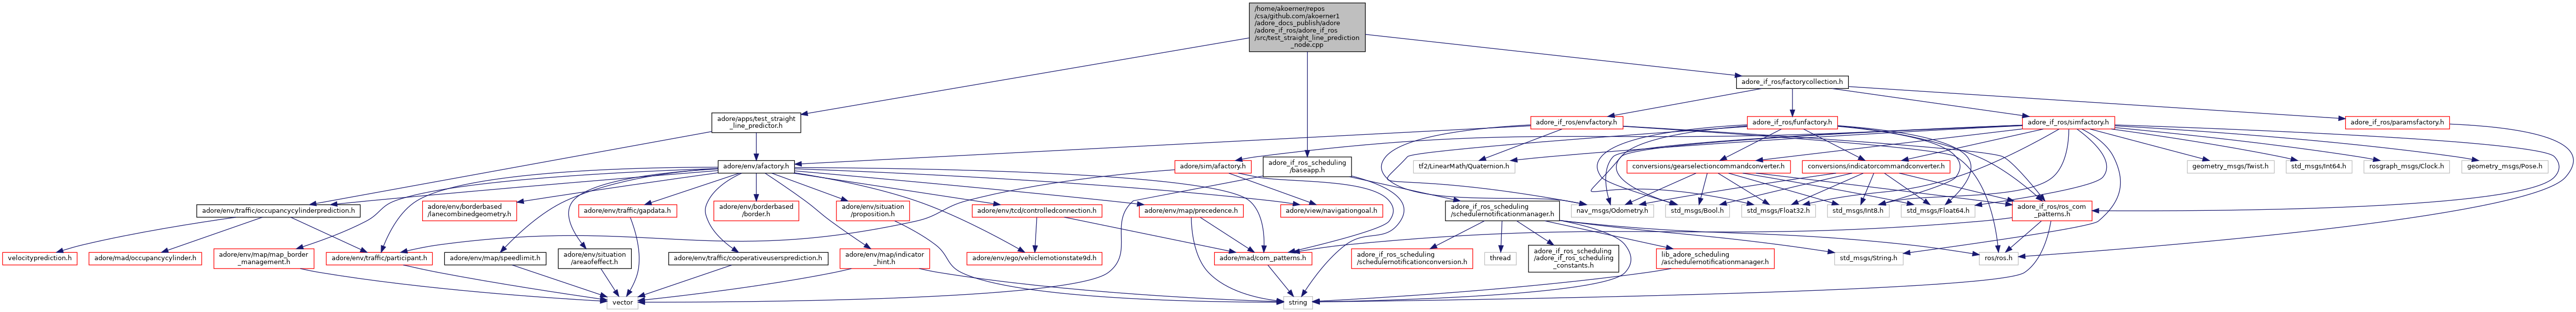 /home/akoerner/repos
/csa/github.com/akoerner1
/adore_docs_publish/adore
/adore_if_ros/adore_if_ros
/src/test_straight_line_prediction
_node.cpp
adore_if_ros/factorycollection.h
adore/apps/test_straight
_line_predictor.h
adore_if_ros/envfactory.h
adore_if_ros/funfactory.h
adore_if_ros/simfactory.h
adore_if_ros/paramsfactory.h
adore/env/afactory.h
adore/sim/afactory.h
adore_if_ros_scheduling
/baseapp.h
tf2/LinearMath/Quaternion.h
conversions/gearselectioncommandconverter.h
conversions/indicatorcommandconverter.h
geometry_msgs/Twist.h
std_msgs/Int64.h
rosgraph_msgs/Clock.h
geometry_msgs/Pose.h
adore/env/traffic/occupancycylinderprediction.h
adore/env/borderbased
/lanecombinedgeometry.h
adore/env/traffic/gapdata.h
adore/env/borderbased
/border.h
adore/env/situation
/proposition.h
adore/env/tcd/controlledconnection.h
adore/env/map/precedence.h
adore/view/navigationgoal.h
adore_if_ros_scheduling
/schedulernotificationmanager.h
nav_msgs/Odometry.h
std_msgs/Bool.h
std_msgs/Float32.h
std_msgs/Int8.h
std_msgs/Float64.h
adore_if_ros/ros_com
_patterns.h
velocityprediction.h
adore/mad/occupancycylinder.h
adore/env/map/map_border
_management.h
adore/env/traffic/participant.h
adore/env/map/speedlimit.h
adore/env/situation
/areaofeffect.h
adore/env/traffic/cooperativeusersprediction.h
adore/env/map/indicator
_hint.h
adore/env/ego/vehiclemotionstate9d.h
adore/mad/com_patterns.h
adore_if_ros_scheduling
/schedulernotificationconversion.h
thread
adore_if_ros_scheduling
/adore_if_ros_scheduling
_constants.h
lib_adore_scheduling
/aschedulernotificationmanager.h
std_msgs/String.h
ros/ros.h
vector
string